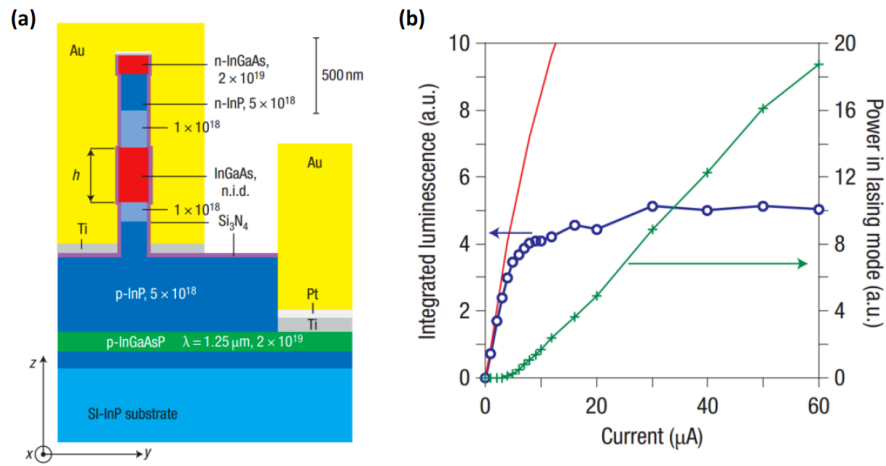 (a)
Au
n-InGaAs,
2 × 10¹⁹
500 nm
n-InP, 5 × 10¹⁸
1 × 10¹⁸
h
InGaAs,
n.i.d.
Au
1 × 10¹⁸
Si₃N₄
Ti
p-InP, 5 × 10¹⁸
Pt
Ti
p-InGaAsP λ = 1.25 μm, 2 × 10¹⁹
z
SI-InP substrate
x
y
(b)
Integrated luminescence (a.u.)
10
8
6
4
2
0
0
20
40
60
Current (μA)
20
16
12
8
4
0
Power in lasing mode
(a.u.)